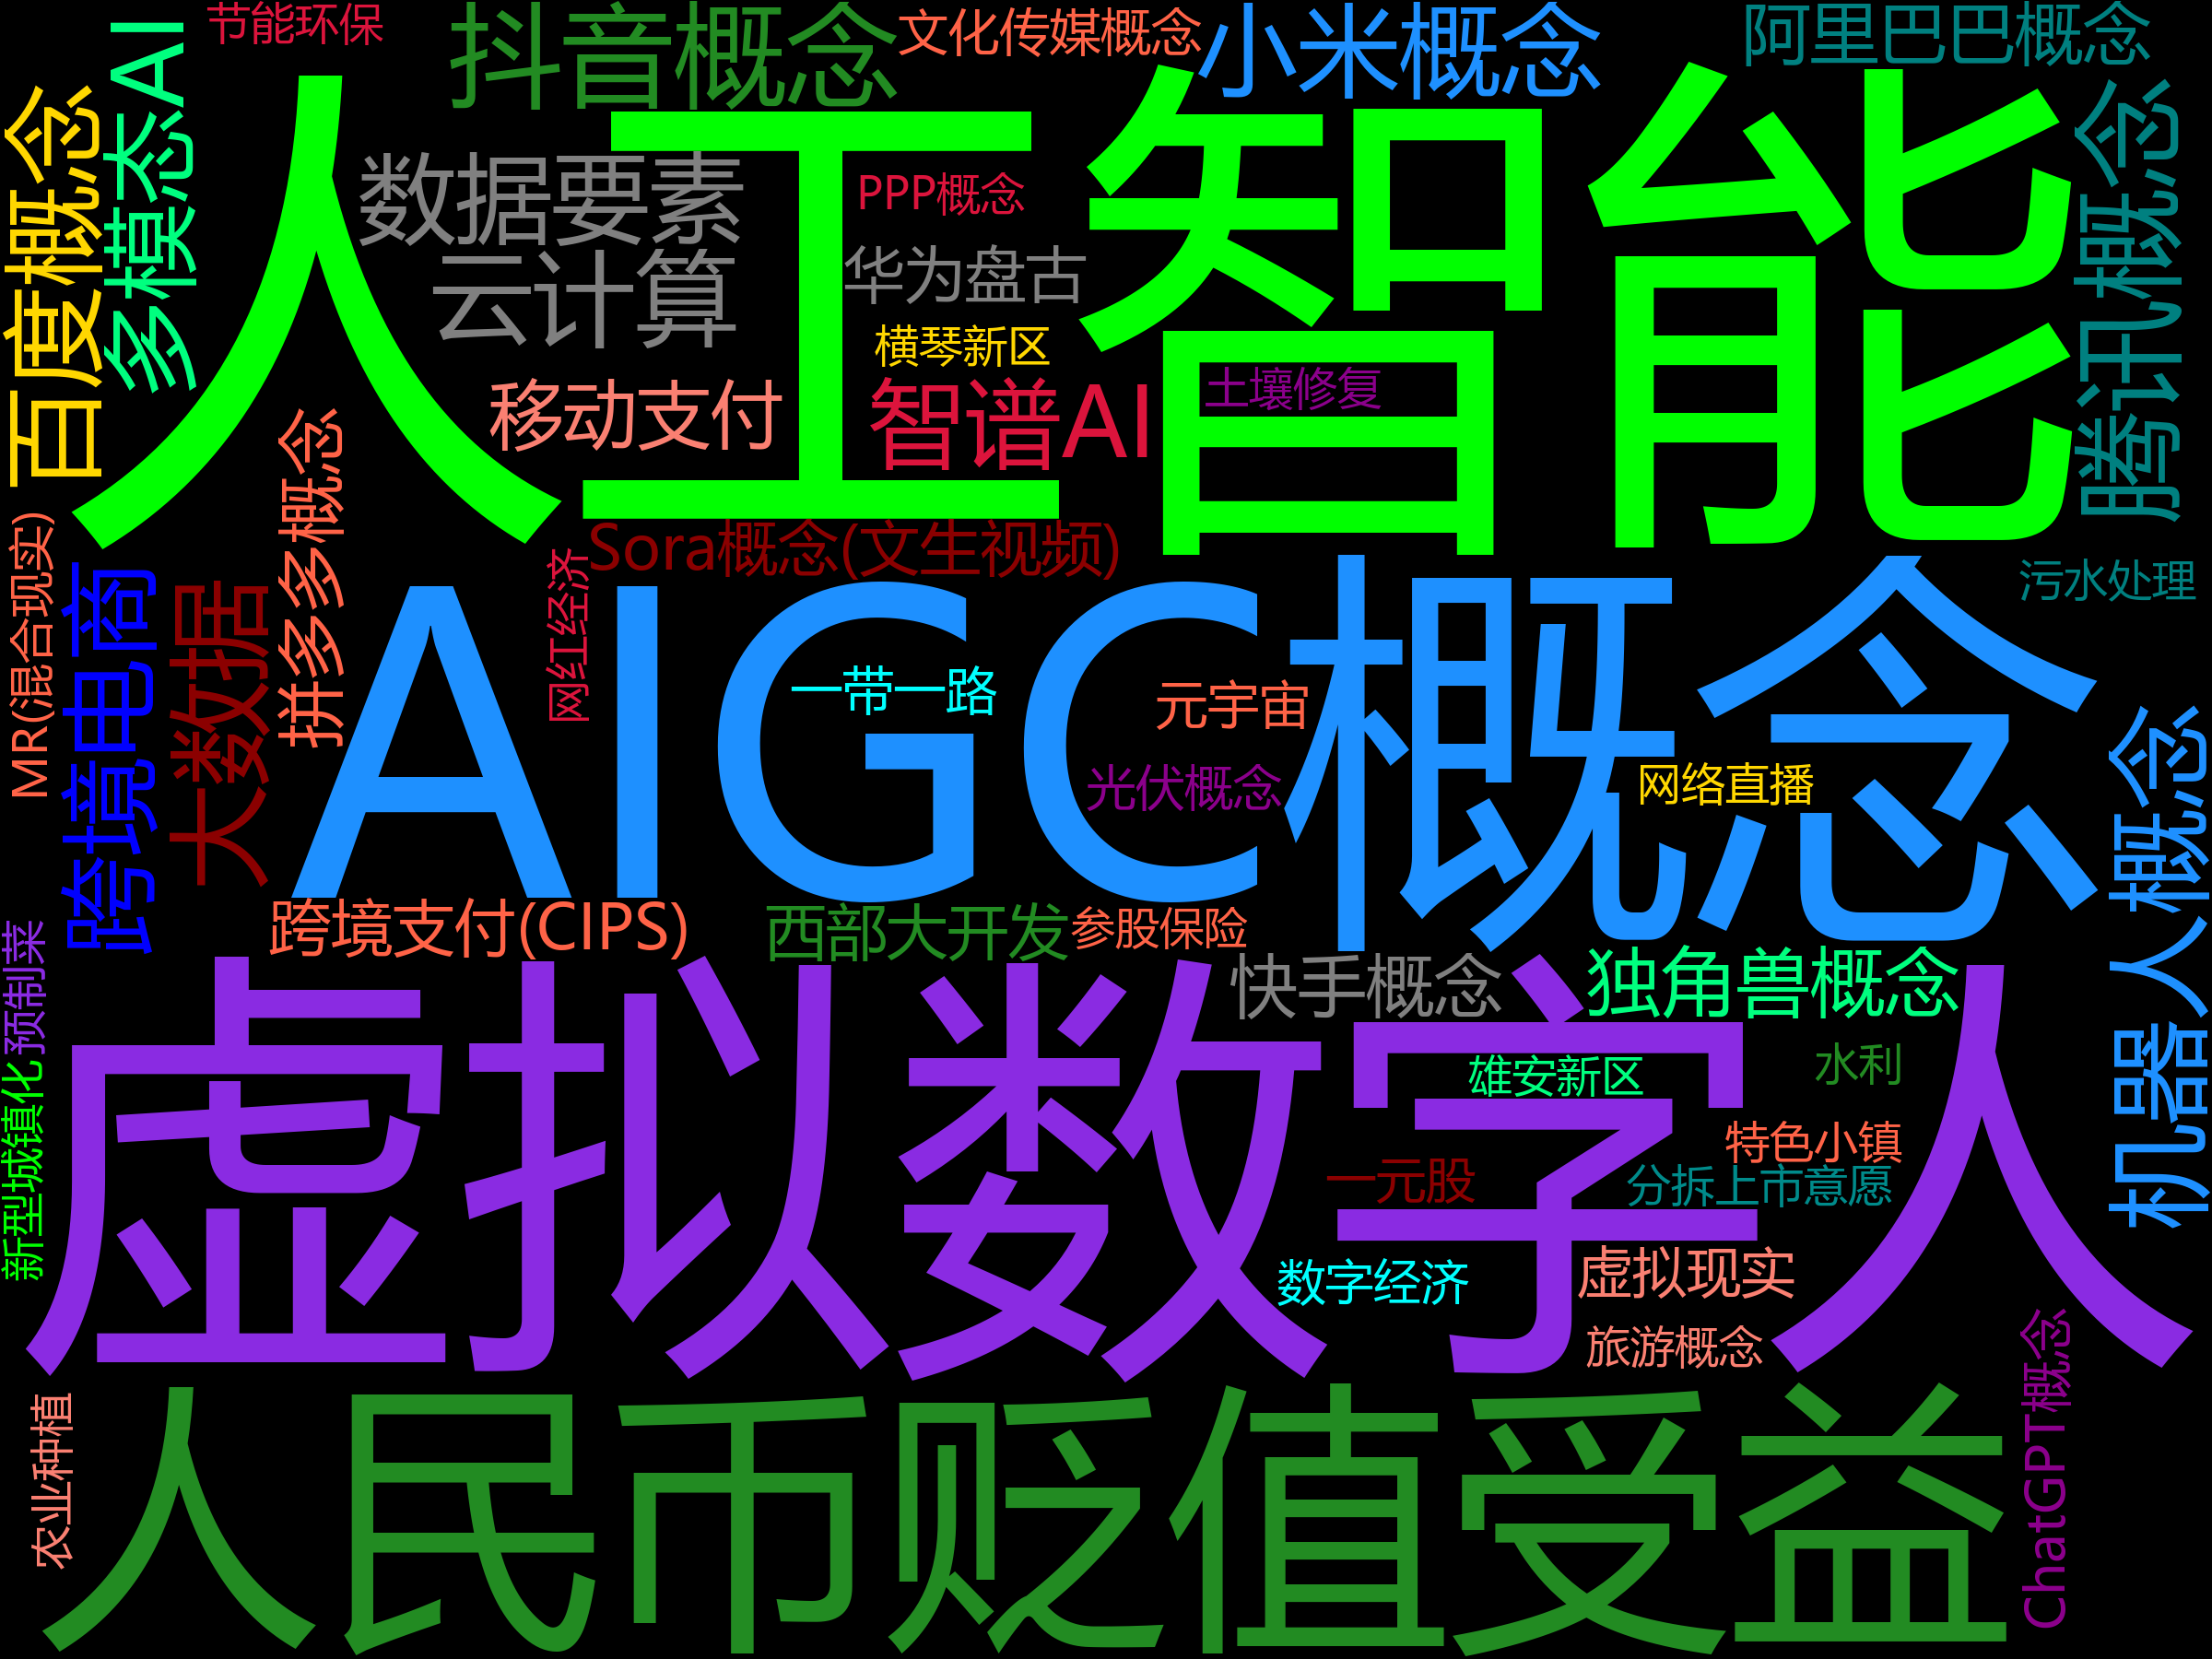 节能环保
抖音概念
文化传媒概念
小米概念
阿里巴巴概念
百度概念
多模态AI
人工智能
腾讯概念
数据要素
PPP概念
云计算
华为盘古
横琴新区
移动支付
智谱AI
土壤修复
拼多多概念
MR(混合现实)
Sora概念(文生视频)
网红经济
污水处理
跨境电商
大数据
AIGC概念
一带一路
元宇宙
光伏概念
网络直播
机器人概念
跨境支付(CIPS)
西部大开发
参股保险
快手概念
独角兽概念
预制菜
新型城镇化
虚拟数字人
雄安新区
水利
特色小镇
一元股
分拆上市意愿
数字经济
虚拟现实
旅游概念
ChatGPT概念
农业种植
人民币贬值受益